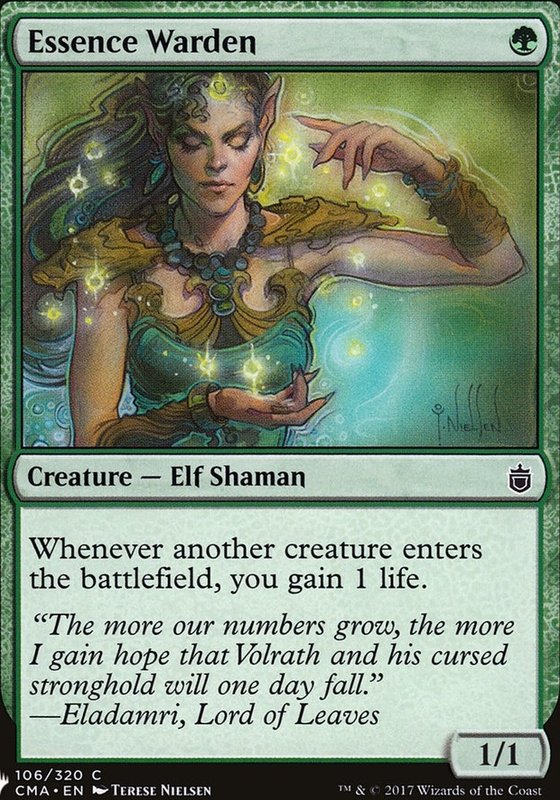 Essence Warden
T. NIELSEN
Creature — Elf Shaman
Whenever another creature enters
the battlefield, you gain 1 life.
“The more our numbers grow, the more
I gain hope that Volrath and his cursed
stronghold will one day fall.”
—Eladamri, Lord of Leaves
1/1
106/320 C
CMA • EN TERESE NIELSEN
™ & © 2017 Wizards of the Coast